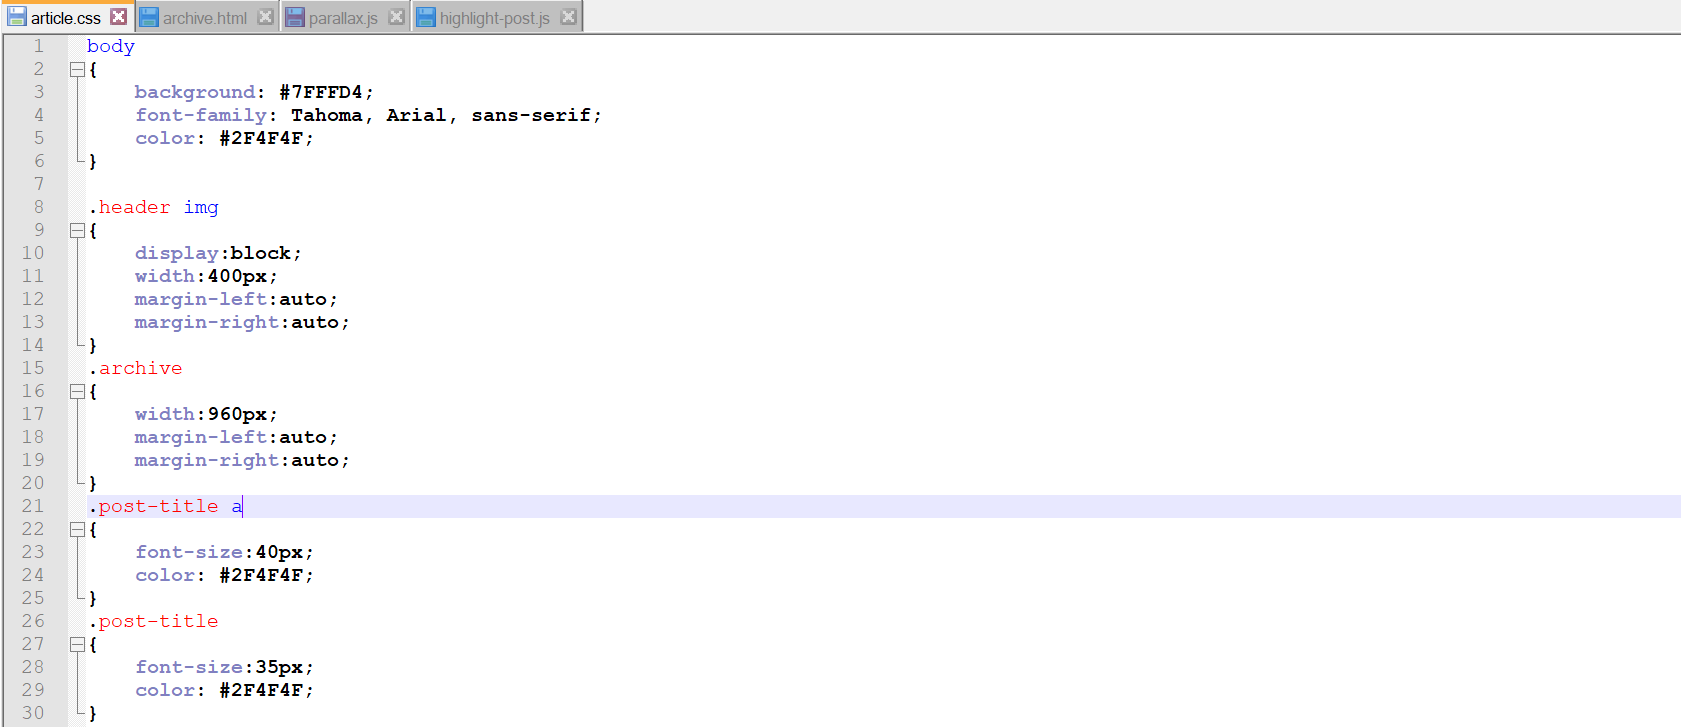 article.css archive.html parallax.js highlight-post.js
1 body
2 {
3 background: #7FFFD4;
4 font-family: Tahoma, Arial, sans-serif;
5 color: #2F4F4F;
6 }
7
8 .header img
9 {
10 display:block;
11 width:400px;
12 margin-left:auto;
13 margin-right:auto;
14 }
15 .archive
16 {
17 width:960px;
18 margin-left:auto;
19 margin-right:auto;
20 }
21 .post-title a
22 {
23 font-size:40px;
24 color: #2F4F4F;
25 }
26 .post-title
27 {
28 font-size:35px;
29 color: #2F4F4F;
30 }